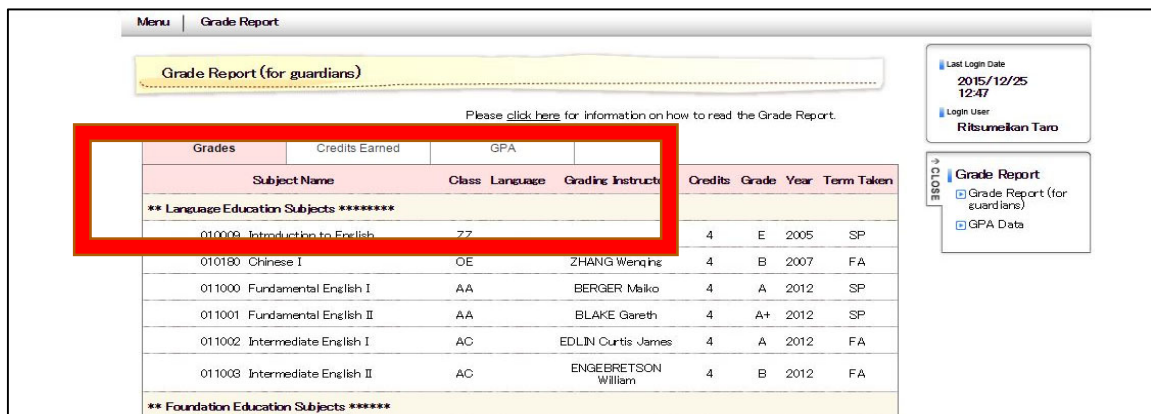 Menu | Grade Report
Grade Report (for guardians)
Please click here for information on how to read the Grade Report.
Grades Credits Earned GPA
Subject Name Class Language Grading Instructo Credits Grade Year Term Taken
** Language Education Subjects ********
010009 Introduction to English ZZ 4 E 2005 SP
010180 Chinese I OE ZHANG Wenqing 4 B 2007 FA
011000 Fundamental English I AA BERGER Maiko 4 A 2012 SP
011001 Fundamental English II AA BLAKE Gareth 4 A+ 2012 SP
011002 Intermediate English I AC EDLIN Curtis James 4 A 2012 FA
011003 Intermediate English II AC ENGEBRETSON William 4 B 2012 FA
** Foundation Education Subjects ******
Last Login Date
2015/12/25
12:47
Login User
Ritsumeikan Taro
→ CLOSE
Grade Report
Grade Report (for
guardians)
GPA Data